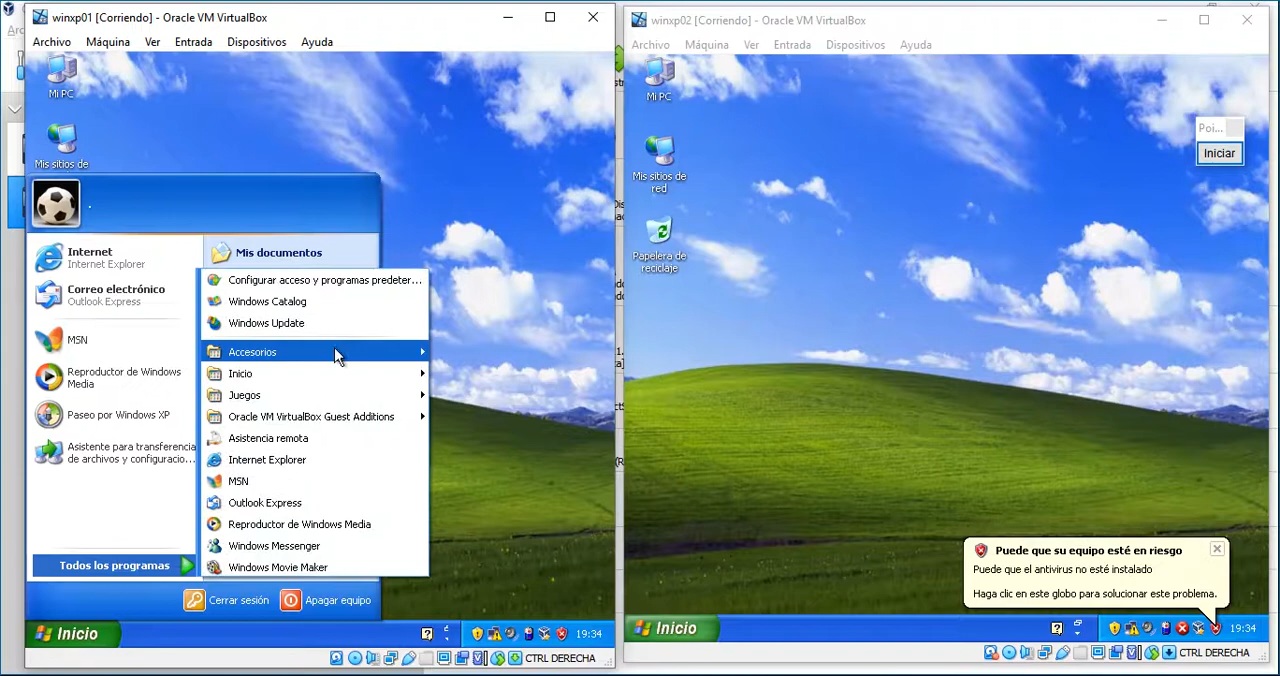 winxp01 [Corriendo] - Oracle VM VirtualBox
Archivo Máquina Ver Entrada Dispositivos Ayuda
Mi PC
Mis sitios de
.
Internet
Internet Explorer
Correo electrónico
Outlook Express
MSN
Reproductor de Windows
Media
Paseo por Windows XP
Asistente para transferencia
de archivos y configuracio...
Todos los programas
Mis documentos
Configurar acceso y programas predeter...
Windows Catalog
Windows Update
Accesorios
Inicio
Juegos
Oracle VM VirtualBox Guest Additions
Asistencia remota
Internet Explorer
MSN
Outlook Express
Reproductor de Windows Media
Windows Messenger
Windows Movie Maker
Cerrar sesión Apagar equipo
Inicio
19:34
CTRL DERECHA
winxp02 [Corriendo] - Oracle VM VirtualBox
Archivo Máquina Ver Entrada Dispositivos Ayuda
Mi PC
Mis sitios de
red
Papelera de
reciclaje
Poi...
Iniciar
Puede que su equipo esté en riesgo
Puede que el antivirus no esté instalado
Haga clic en este globo para solucionar este problema.
Inicio
19:34
CTRL DERECHA